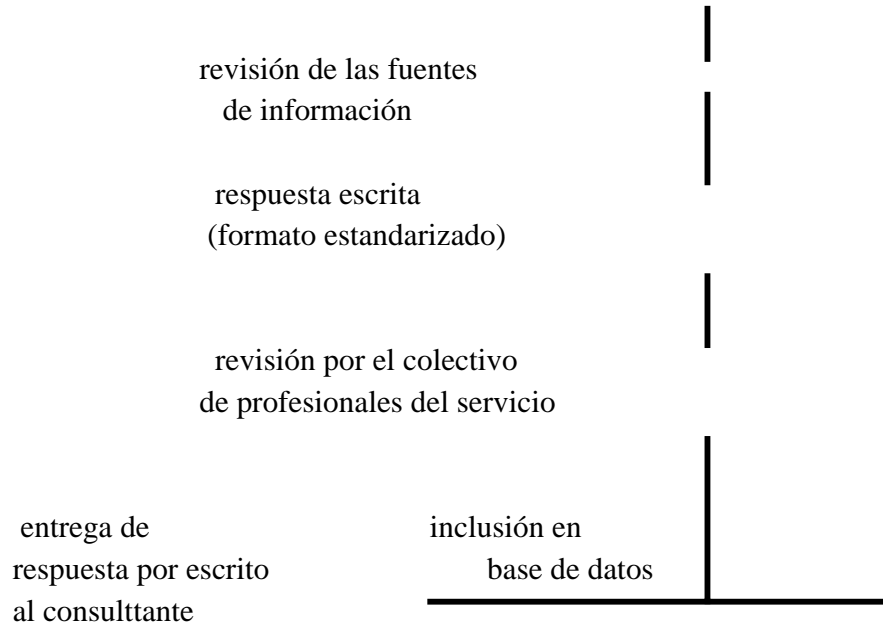 revisión de las fuentes
de información
respuesta escrita
(formato estandarizado)
revisión por el colectivo
de profesionales del servicio
entrega de
respuesta por escrito
al consulttante
inclusión en
base de datos